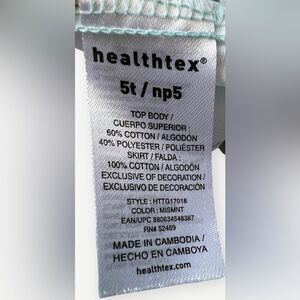 healthtex®
5t / np5
TOP BODY /
CUERPO SUPERIOR :
60% COTTON / ALGODÓN
40% POLYESTER / POLIÉSTER
SKIRT / FALDA :
100% COTTON / ALGODÓN
EXCLUSIVE OF DECORATION /
EXCLUSIVO DE DECORACIÓN
STYLE : HTTG17018
COLOR : MISMNT
EAN/UPC 880634546387
RN# 52469
MADE IN CAMBODIA /
HECHO EN CAMBOYA
healthtex.com